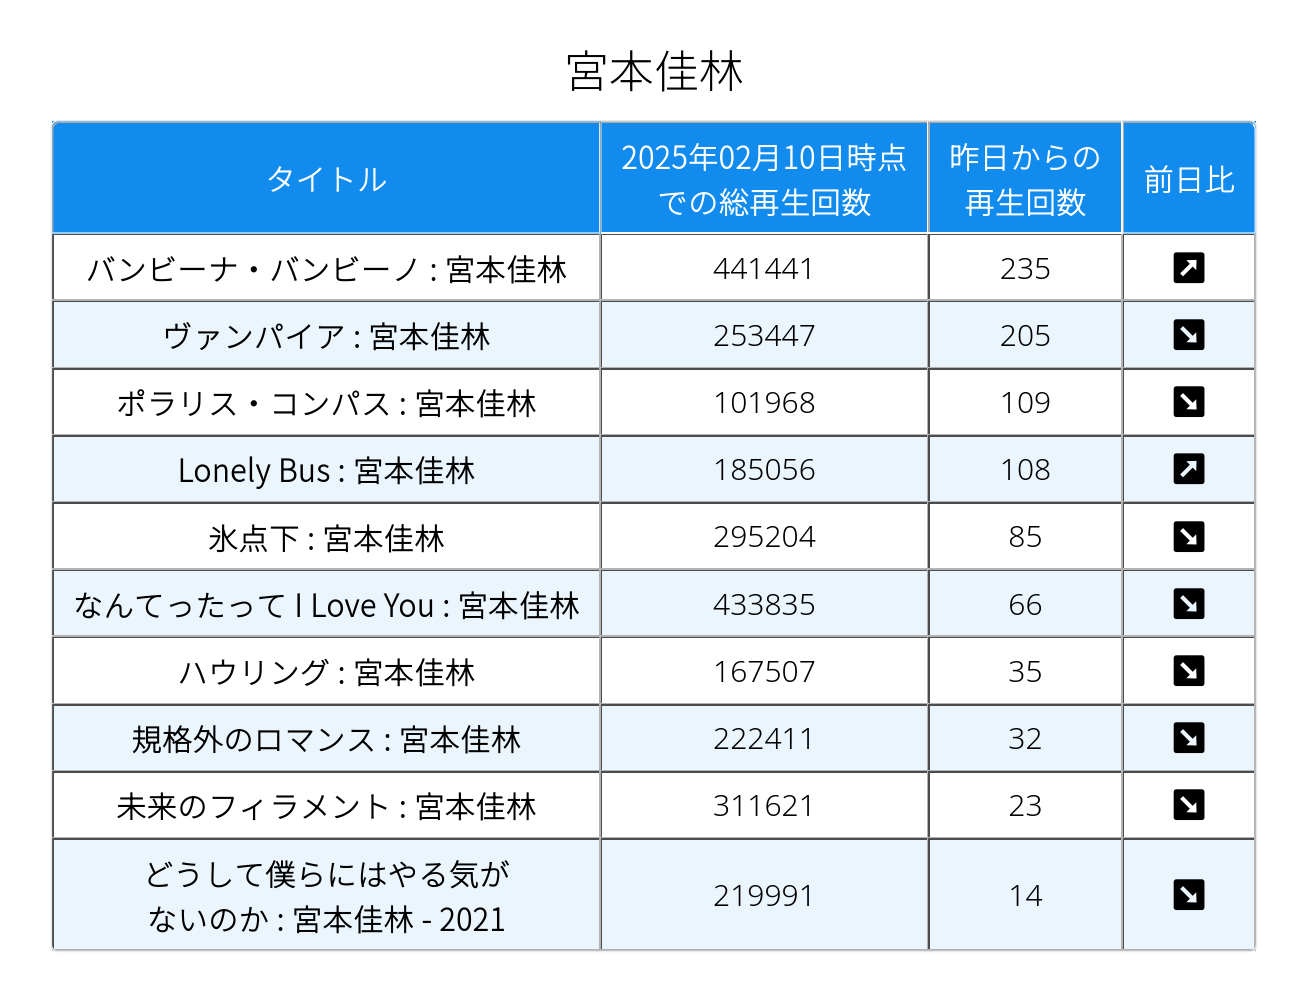 宮本佳林
タイトル
2025年02月10日時点
での総再生回数
昨日からの
再生回数
前日比
バンビーナ・バンビーノ : 宮本佳林
441441
235
ヴァンパイア : 宮本佳林
253447
205
ポラリス・コンパス : 宮本佳林
101968
109
Lonely Bus : 宮本佳林
185056
108
氷点下 : 宮本佳林
295204
85
なんてったって I Love You : 宮本佳林
433835
66
ハウリング : 宮本佳林
167507
35
規格外のロマンス : 宮本佳林
222411
32
未来のフィラメント : 宮本佳林
311621
23
どうして僕らにはやる気が
ないのか : 宮本佳林 - 2021
219991
14